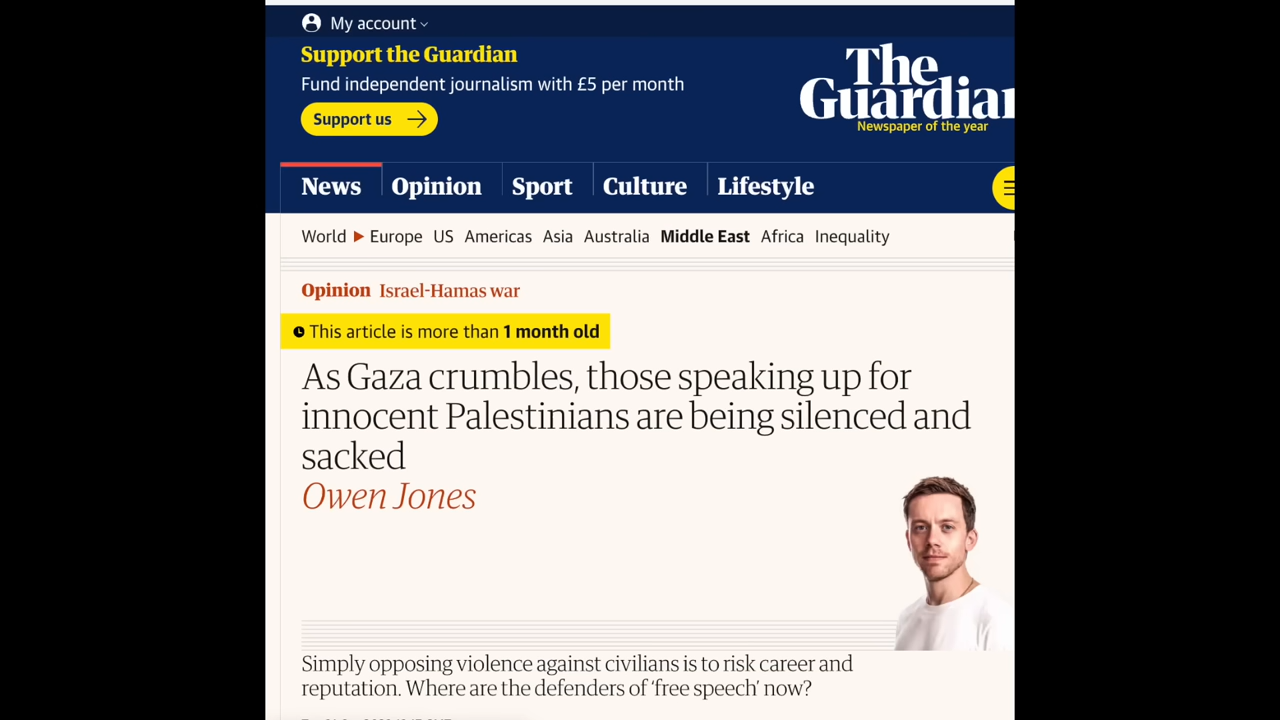 My account
Support the Guardian
Fund independent journalism with £5 per month
Support us
The
Guardian
Newspaper of the year
News Opinion Sport Culture Lifestyle
World Europe US Americas Asia Australia Middle East Africa Inequality
Opinion Israel-Hamas war
This article is more than 1 month old
As Gaza crumbles, those speaking up for
innocent Palestinians are being silenced and
sacked
Owen Jones
Simply opposing violence against civilians is to risk career and
reputation. Where are the defenders of ‘free speech’ now?